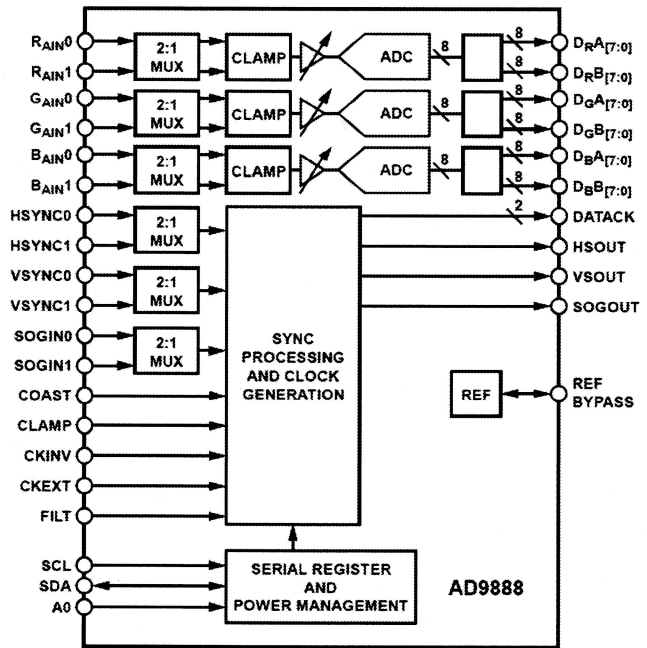 RAIN0
2:1
MUX
CLAMP
ADC
8
8
DRA[7:0]
RAIN1
8
DRB[7:0]
GAIN0
2:1
MUX
CLAMP
ADC
8
8
DGA[7:0]
GAIN1
8
DGB[7:0]
BAIN0
2:1
MUX
CLAMP
ADC
8
8
DBA[7:0]
BAIN1
8
DBB[7:0]
HSYNC0
2:1
MUX
2
DATACK
HSYNC1
HSOUT
VSYNC0
2:1
MUX
VSOUT
VSYNC1
SOGOUT
SOGIN0
2:1
MUX
SOGIN1
SYNC
PROCESSING
AND CLOCK
GENERATION
COAST
REF
REF
BYPASS
CLAMP
CKINV
CKEXT
FILT
SCL
SDA
A0
SERIAL REGISTER
AND
POWER MANAGEMENT
AD9888